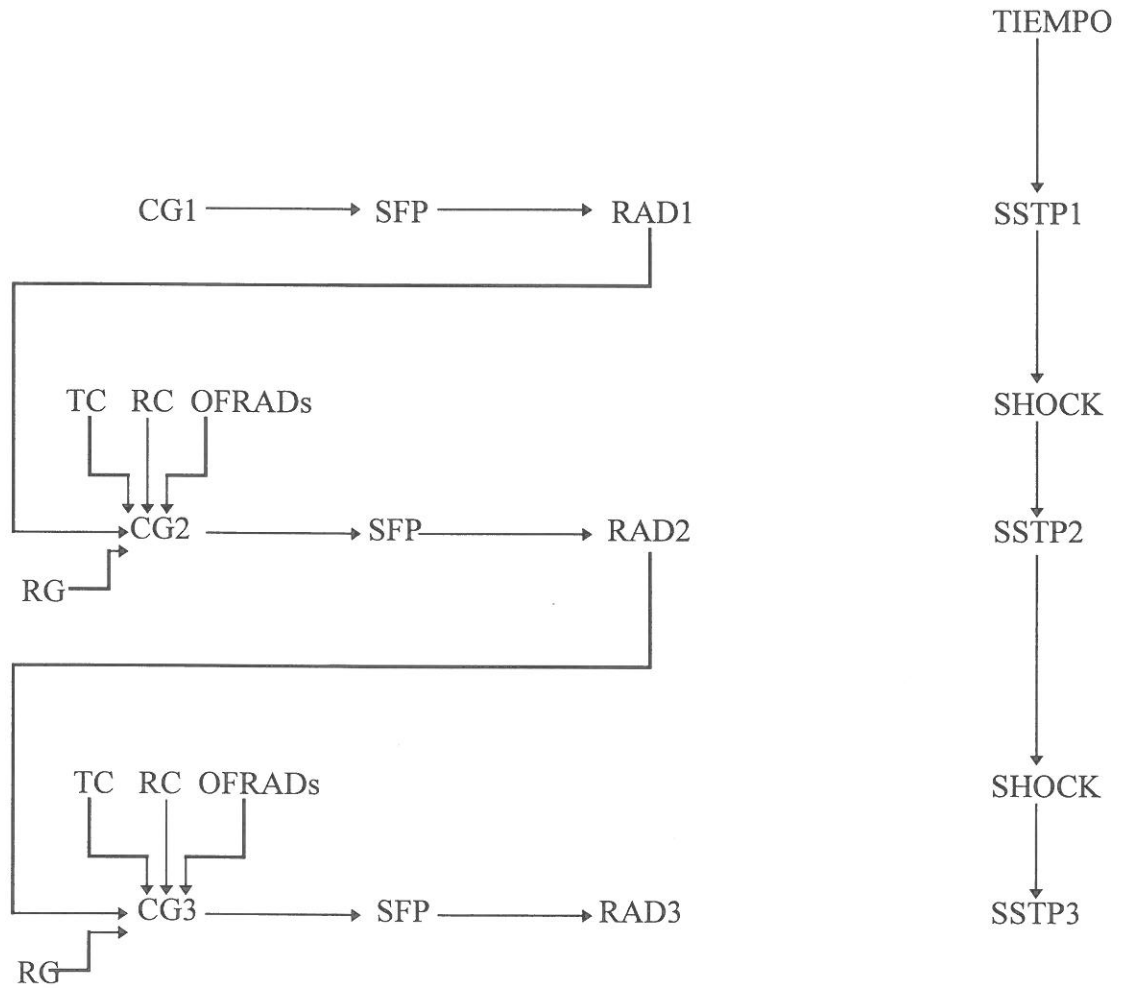 TIEMPO
CG1 SFP RAD1 SSTP1
TC RC OFRADs SHOCK
CG2 SFP RAD2 SSTP2
RG
TC RC OFRADs SHOCK
CG3 SFP RAD3 SSTP3
RG